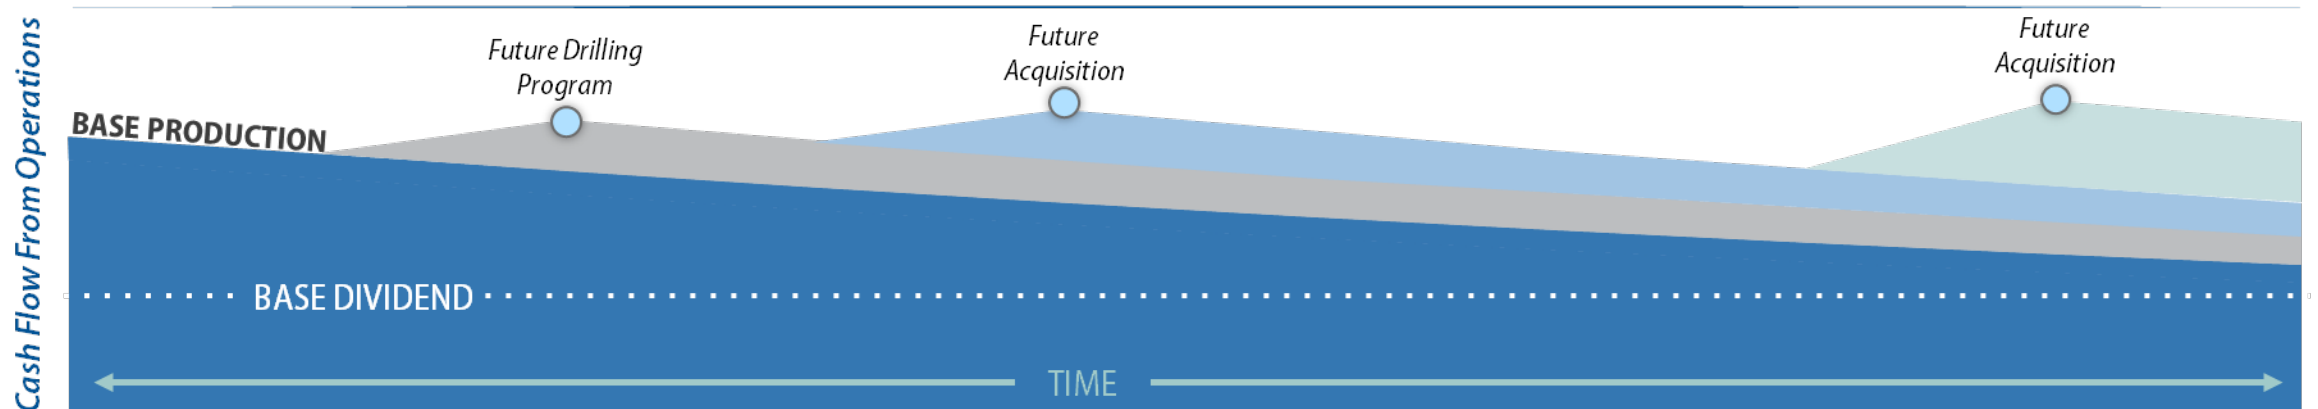 Cash Flow From Operations
Future Drilling
Program
Future
Acquisition
Future
Acquisition
BASE PRODUCTION
BASE DIVIDEND
TIME